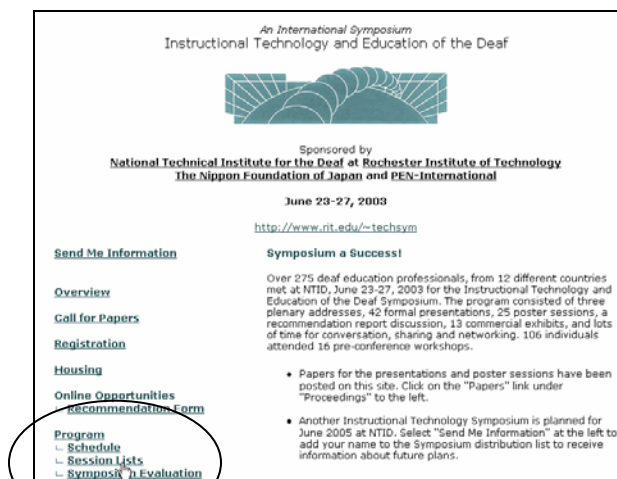 An International Symposium
Instructional Technology and Education of the Deaf
Sponsored by
National Technical Institute for the Deaf at Rochester Institute of Technology
The Nippon Foundation of Japan and PEN-International
June 23-27, 2003
http://www.rit.edu/~techsym
Send Me Information
Overview
Call for Papers
Registration
Housing
Online Opportunities
Recommendation Form
Program
Schedule
Session Lists
Symposium Evaluation
Symposium a Success!
Over 275 deaf education professionals, from 12 different countries
met at NTID, June 23-27, 2003 for the Instructional Technology and
Education of the Deaf Symposium. The program consisted of three
plenary addresses, 42 formal presentations, 25 poster sessions, a
recommendation report discussion, 13 commercial exhibits, and lots
of time for conversation, sharing and networking. 106 individuals
attended 16 pre-conference workshops.
• Papers for the presentations and poster sessions have been
posted on this site. Click on the "Papers" link under
"Proceedings" to the left.
• Another Instructional Technology Symposium is planned for
June 2005 at NTID. Select "Send Me Information" at the left to
add your name to the Symposium distribution list to receive
information about future plans.